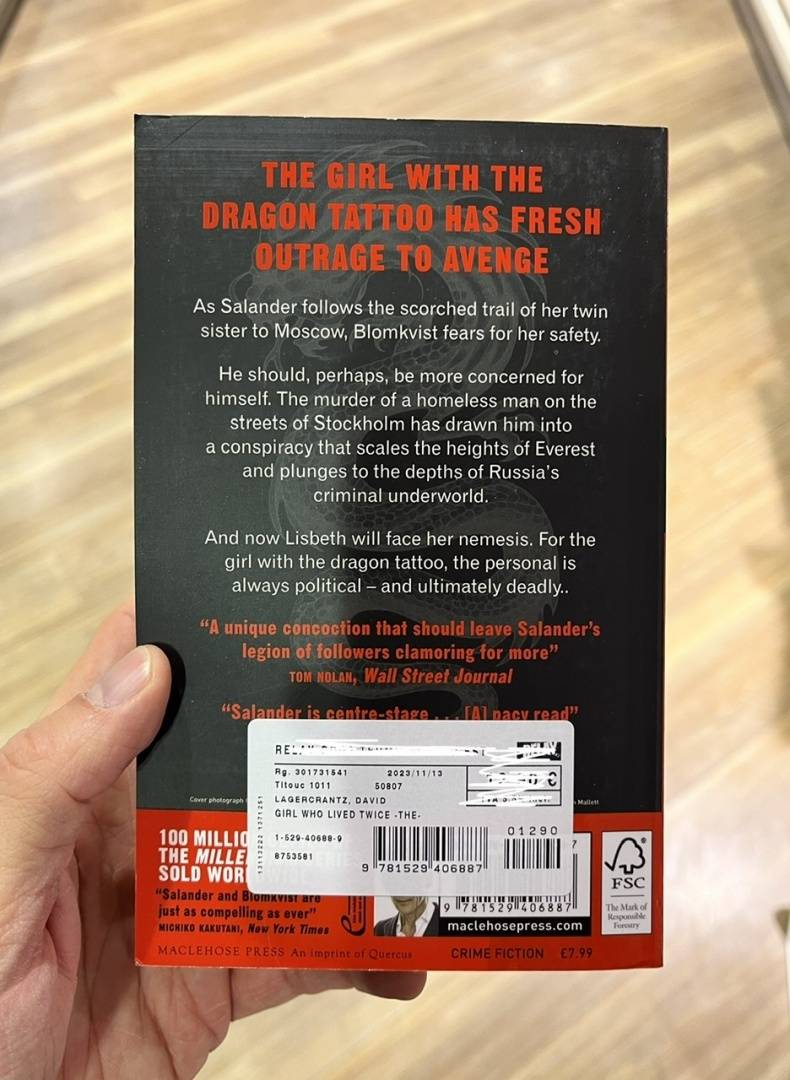 THE GIRL WITH THE
DRAGON TATTOO HAS FRESH
OUTRAGE TO AVENGE
As Salander follows the scorched trail of her twin
sister to Moscow, Blomkvist fears for her safety.
He should, perhaps, be more concerned for
himself. The murder of a homeless man on the
streets of Stockholm has drawn him into
a conspiracy that scales the heights of Everest
and plunges to the depths of Russia's
criminal underworld.
And now Lisbeth will face her nemesis. For the
girl with the dragon tattoo, the personal is
always political – and ultimately deadly..
"A unique concoction that should leave Salander's
legion of followers clamoring for more"
TOM NOLAN, Wall Street Journal
"Salander is centre-stage . . . [A] pacy read"
Rg. 301731541 2023/11/13
Titouc 1011 50807
LAGERCRANTZ, DAVID
GIRL WHO LIVED TWICE -THE-
1-529-40688-9
8753581
01290
9 781529 406887
13113222 1371251
Cover photograph
Mallett
100
THE
SOLD
"Salander and Blomkvist are
just as compelling as ever"
MICHIKO KAKUTANI, New York Times
7
9 781529 406887
maclehosepress.com
FSC
The Mark of
Responsible
Forestry
MACLEHOSE PRESS An imprint of Quercus CRIME FICTION £7.99